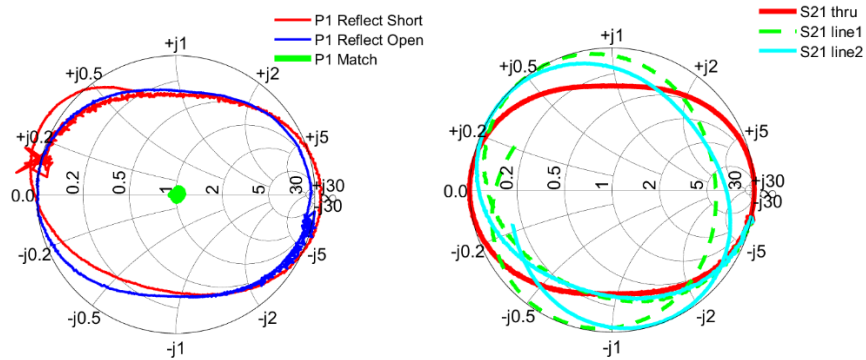 P1 Reflect Short
P1 Reflect Open
P1 Match
+j1
+j0.5
+j2
+j0.2
+j5
0.0
0.2
0.5
1
2
5
30
+j30
∞
-j30
-j0.2
-j5
-j0.5
-j2
-j1
S21 thru
S21 line1
S21 line2
+j1
+j0.5
+j2
+j0.2
+j5
0.0
0.2
0.5
1
2
5
30
+j30
∞
-j30
-j0.2
-j5
-j0.5
-j2
-j1